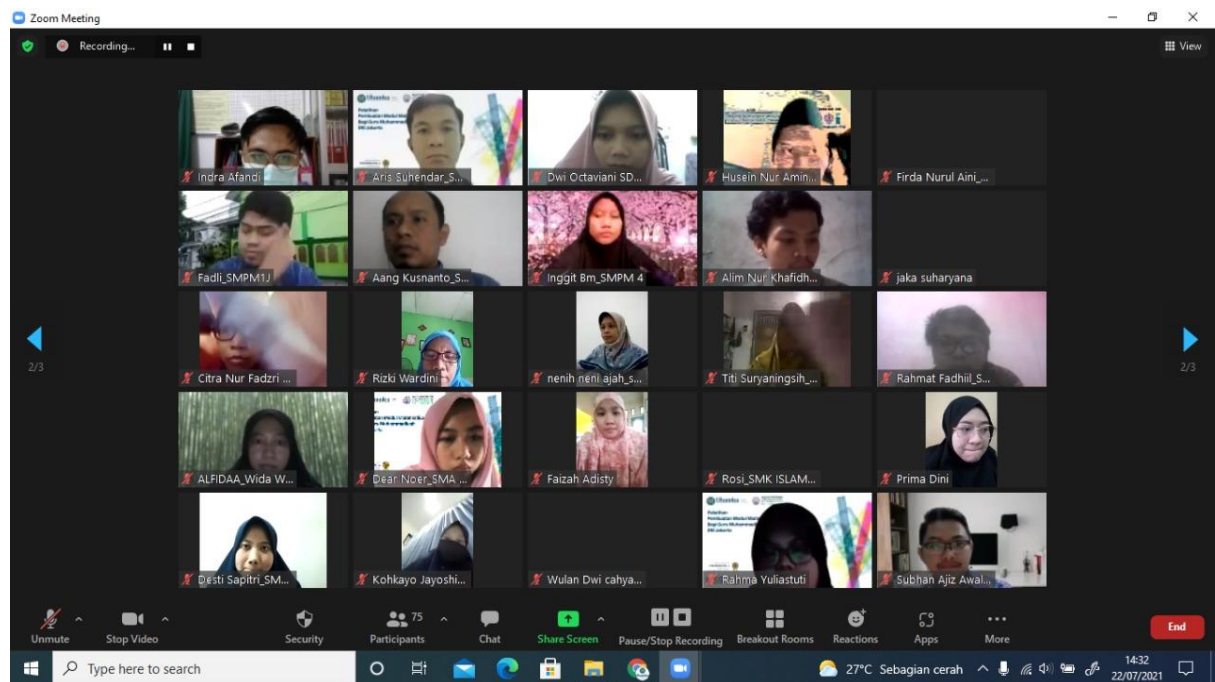 Zoom Meeting
Recording...
View
Indra Afandi
Aris Suhendar_S...
Dwi Octaviani SD...
Husein Nur Amin...
Firda Nurul Aini_...
Fadli_SMPM1J
Aang Kusnanto_S...
Inggit Bm_SMPM 4
Alim Nur Khafidh...
jaka suharyana
2/3
Citra Nur Fadzri ...
Rizki Wardini
nenih neni ajah_s...
Titi Suryaningsih_...
Rahmat Fadhiil_S...
2/3
ALFIDAA_Wida W...
Dear Noer_SMA ...
Faizah Adisty
Rosi_SMK ISLAM...
Prima Dini
Desti Sapitri_SM...
Kohkayo Jayoshi...
Wulan Dwi cahya...
Uhamka
Pelatihan
Rahma Yuliastuti
Subhan Ajiz Awal...
Unmute
Stop Video
Security
Participants 75
Chat
Share Screen
Pause/Stop Recording
Breakout Rooms
Reactions
Apps
More
End
Type here to search
27°C Sebagian cerah
14:32
22/07/2021